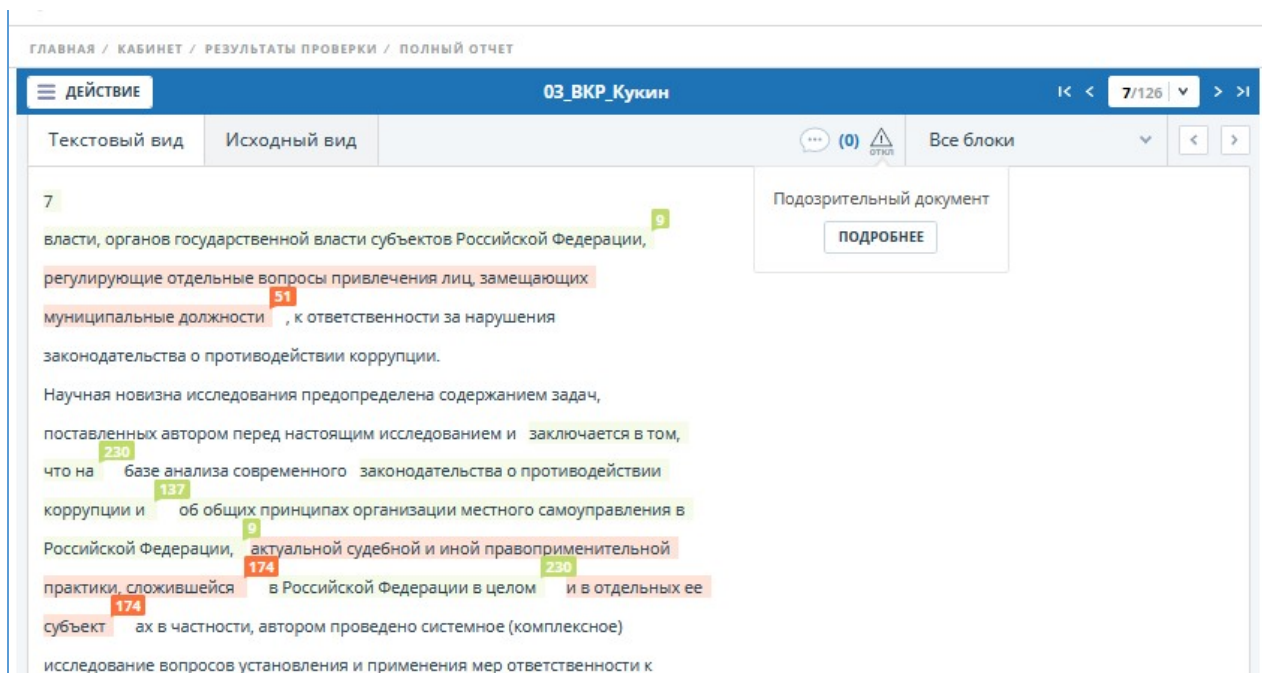 ГЛАВНАЯ / КАБИНЕТ / РЕЗУЛЬТАТЫ ПРОВЕРКИ / ПОЛНЫЙ ОТЧЕТ
ДЕЙСТВИЕ 03_ВКР_Кукин 7/126
Текстовый вид Исходный вид (0) откл Все блоки
Подозрительный документ
ПОДРОБНЕЕ
7
власти, органов государственной власти субъектов Российской Федерации, 9
регулирующие отдельные вопросы привлечения лиц, замещающих
муниципальные должности 51 , к ответственности за нарушения
законодательства о противодействии коррупции.
Научная новизна исследования предопределена содержанием задач,
поставленных автором перед настоящим исследованием и заключается в том,
что на 230 базе анализа современного законодательства о противодействии
коррупции и 137 об общих принципах организации местного самоуправления в
Российской Федерации, 9 актуальной судебной и иной правоприменительной
практики, сложившейся 174 в Российской Федерации в целом 230 и в отдельных ее
субъект 174 ах в частности, автором проведено системное (комплексное)
исследование вопросов установления и применения мер ответственности к